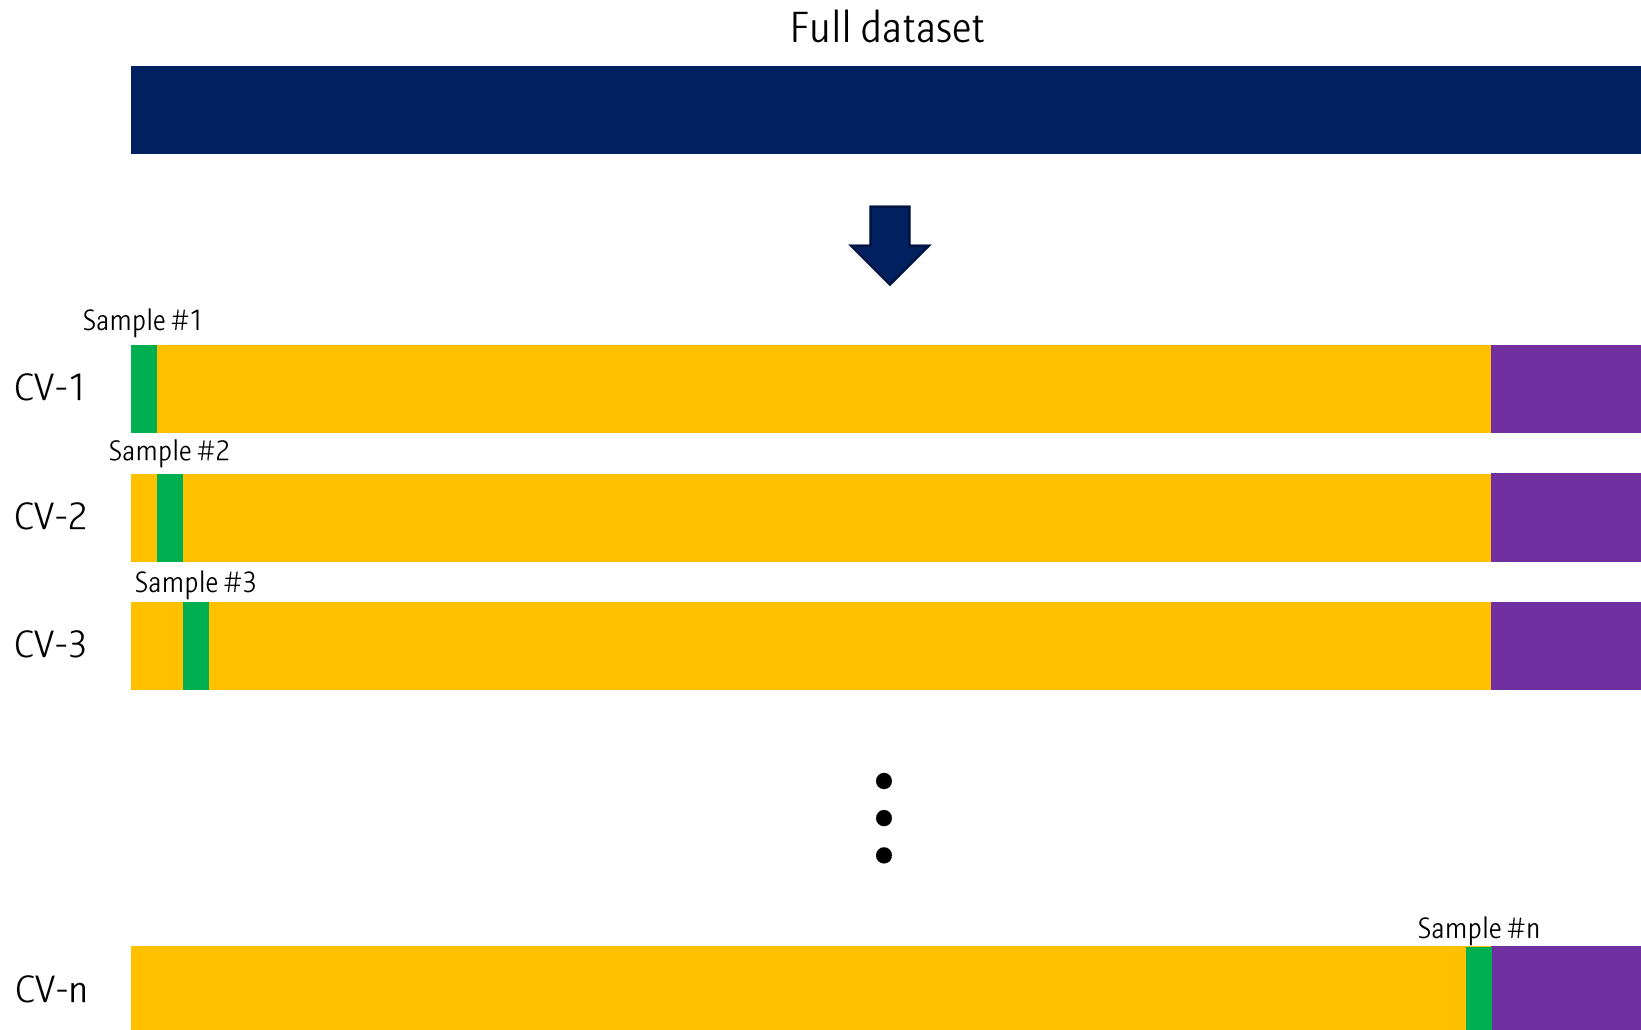 Full dataset
Sample #1
CV-1
Sample #2
CV-2
Sample #3
CV-3
Sample #n
CV-n